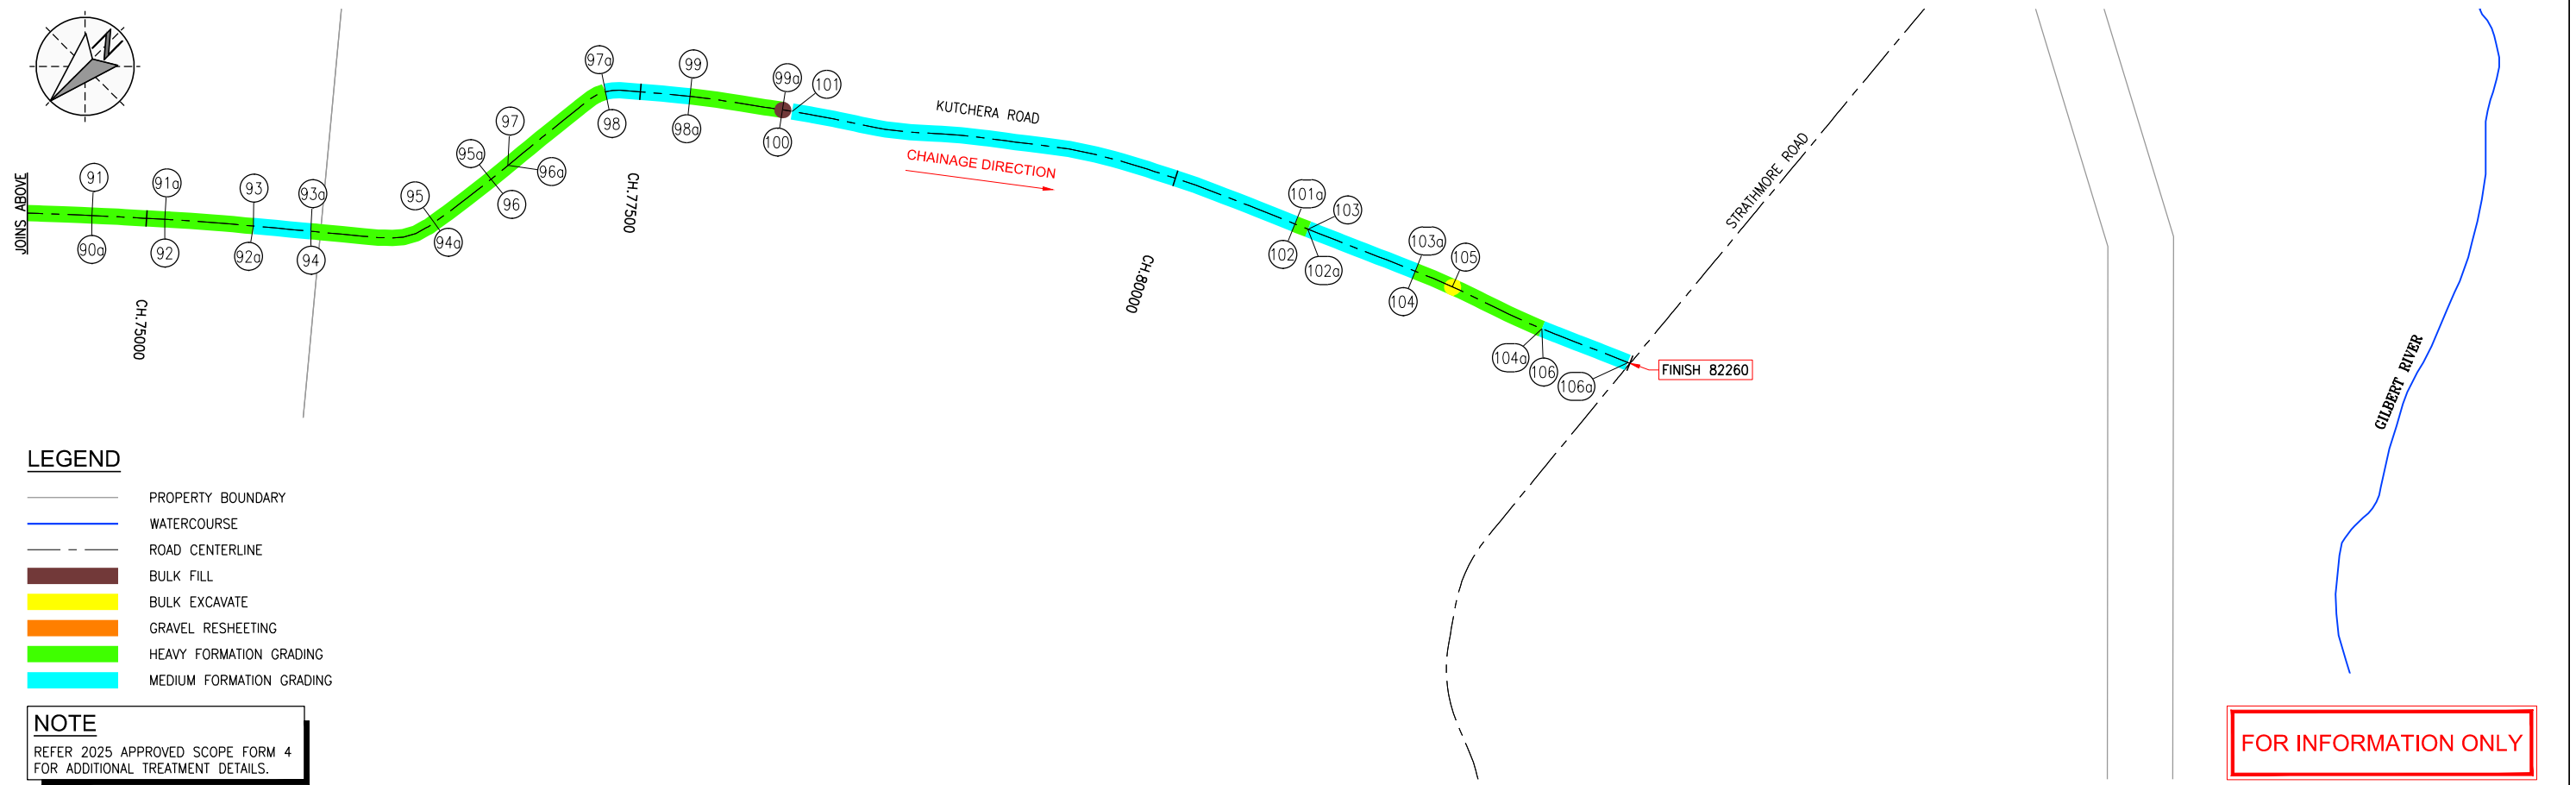 N
JOINS ABOVE
91
90a
91a
92
CH.75000
93
92a
93a
94
95
94a
95a
96
97
96a
97a
98
CH.77500
99
98a
99a
100
101
KUTCHERA ROAD
CHAINAGE DIRECTION
CH.80000
101a
102
103
102a
103a
104
105
104a
106
106a
FINISH 82260
STRATHMORE ROAD
GILBERT RIVER
LEGEND
PROPERTY BOUNDARY
WATERCOURSE
ROAD CENTERLINE
BULK FILL
BULK EXCAVATE
GRAVEL RESHEETING
HEAVY FORMATION GRADING
MEDIUM FORMATION GRADING
NOTE
REFER 2025 APPROVED SCOPE FORM 4
FOR ADDITIONAL TREATMENT DETAILS.
FOR INFORMATION ONLY